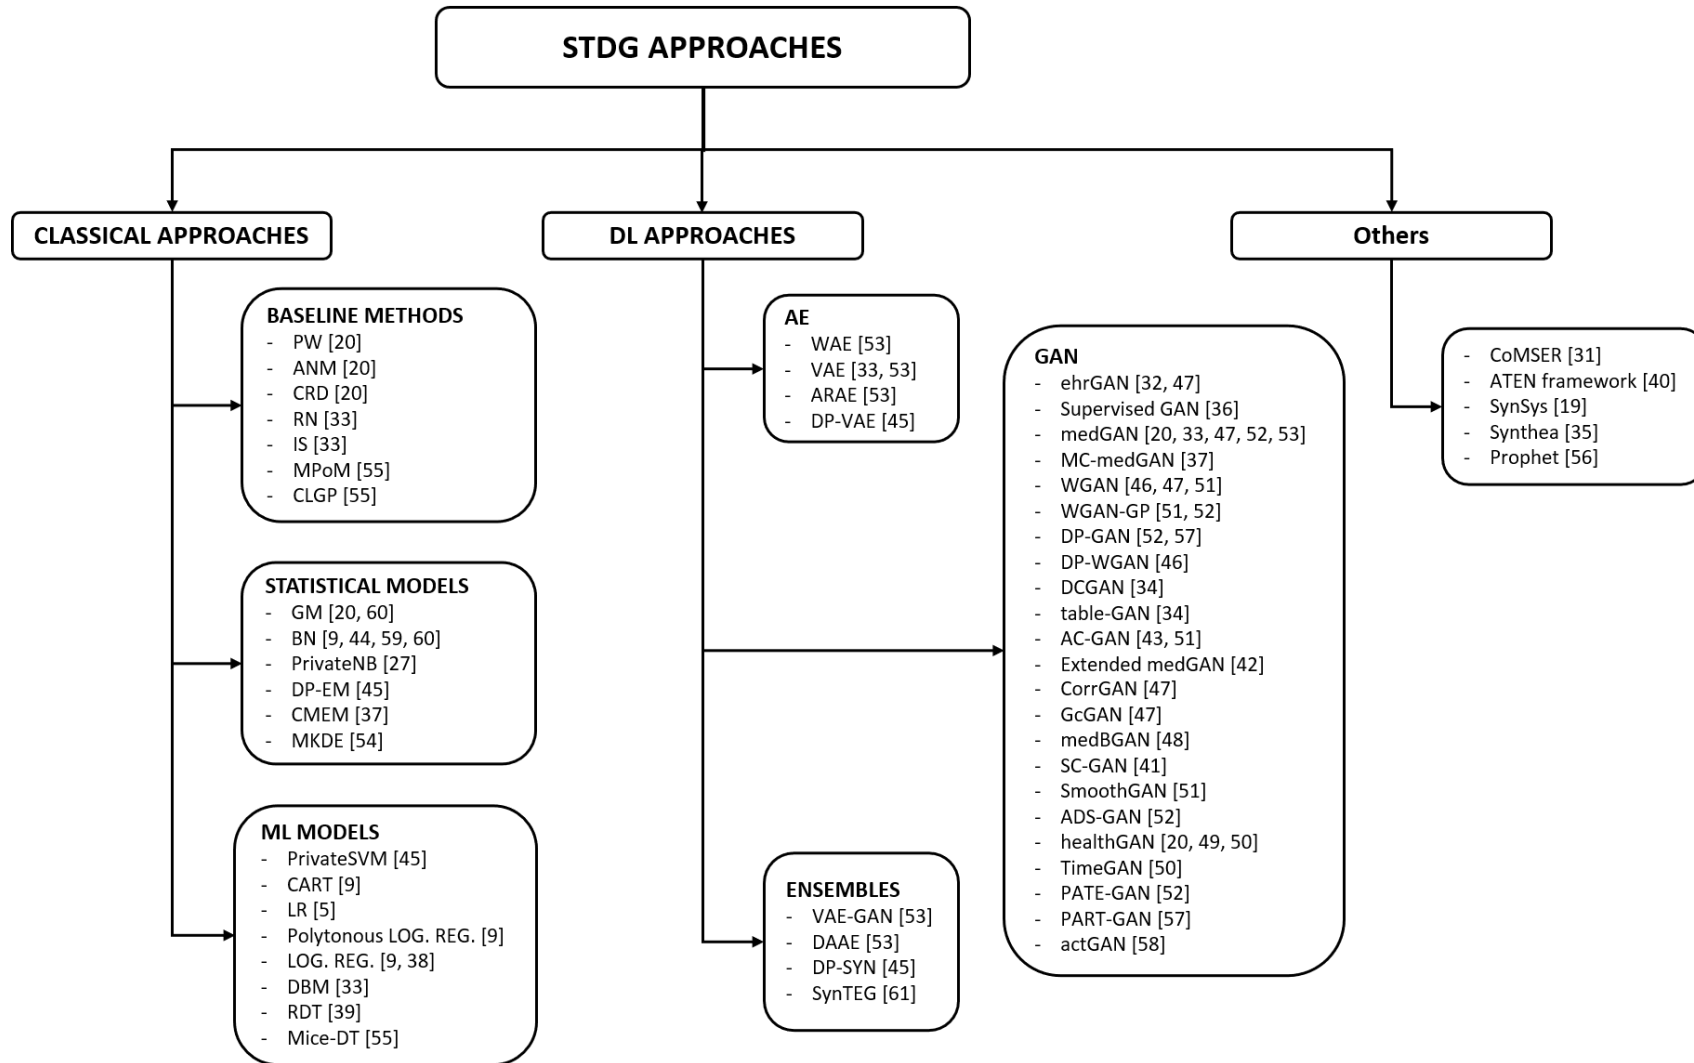 STDG APPROACHES
CLASSICAL APPROACHES
BASELINE METHODS
- PW [20]
- ANM [20]
- CRD [20]
- RN [33]
- IS [33]
- MPoM [55]
- CLGP [55]
STATISTICAL MODELS
- GM [20, 60]
- BN [9, 44, 59, 60]
- PrivateNB [27]
- DP-EM [45]
- CMEM [37]
- MKDE [54]
ML MODELS
- PrivateSVM [45]
- CART [9]
- LR [5]
- Polytonous LOG. REG. [9]
- LOG. REG. [9, 38]
- DBM [33]
- RDT [39]
- Mice-DT [55]
DL APPROACHES
AE
- WAE [53]
- VAE [33, 53]
- ARAE [53]
- DP-VAE [45]
GAN
- ehrGAN [32, 47]
- Supervised GAN [36]
- medGAN [20, 33, 47, 52, 53]
- MC-medGAN [37]
- WGAN [46, 47, 51]
- WGAN-GP [51, 52]
- DP-GAN [52, 57]
- DP-WGAN [46]
- DCGAN [34]
- table-GAN [34]
- AC-GAN [43, 51]
- Extended medGAN [42]
- CorrGAN [47]
- GcGAN [47]
- medBGAN [48]
- SC-GAN [41]
- SmoothGAN [51]
- ADS-GAN [52]
- healthGAN [20, 49, 50]
- TimeGAN [50]
- PATE-GAN [52]
- PART-GAN [57]
- actGAN [58]
ENSEMBLES
- VAE-GAN [53]
- DAAE [53]
- DP-SYN [45]
- SynTEG [61]
Others
- CoMSER [31]
- ATEN framework [40]
- SynSys [19]
- Synthea [35]
- Prophet [56]